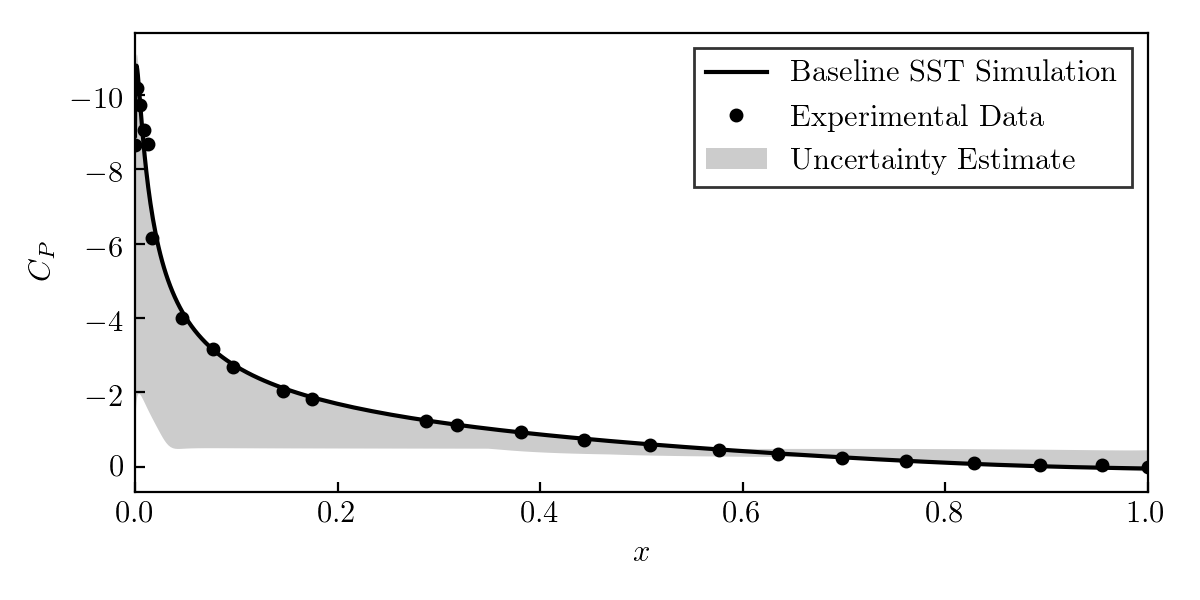 Baseline SST Simulation
Experimental Data
Uncertainty Estimate
−10
−8
−6
−4
−2
0
C_P
0.0 0.2 0.4 0.6 0.8 1.0
x